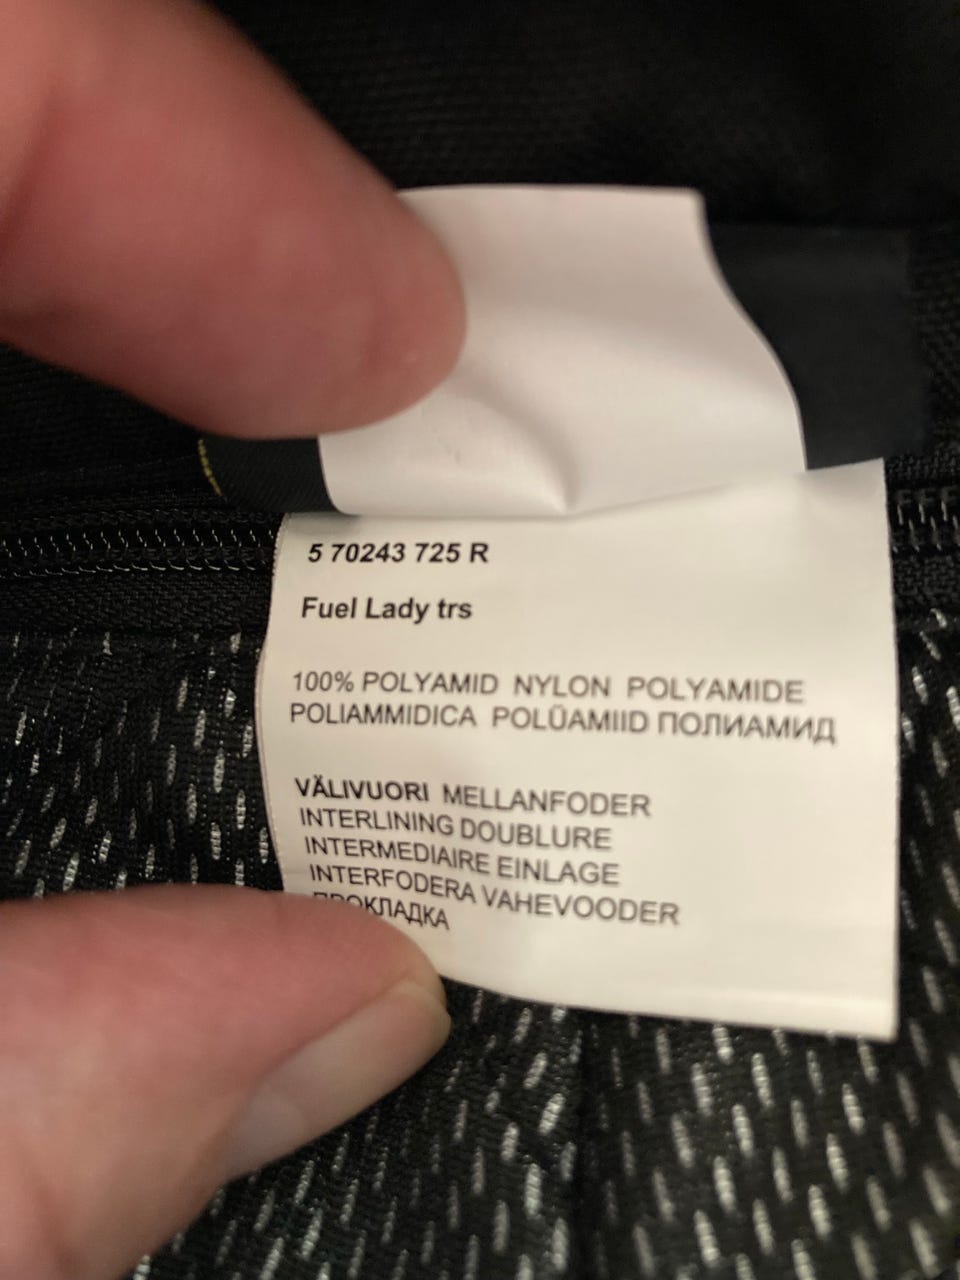 5 70243 725 R
Fuel Lady trs
100% POLYAMID NYLON POLYAMIDE
POLIAMMIDICA POLÜAMIID ПОЛИАМИД
VÄLIVUORI MELLANFODER
INTERLINING DOUBLURE
INTERMEDIAIRE EINLAGE
INTERFODERA VAHEVOODER
ПРОКЛАДКА